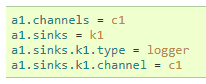 a1.channels = c1
a1.sinks = k1
a1.sinks.k1.type = logger
a1.sinks.k1.channel = c1